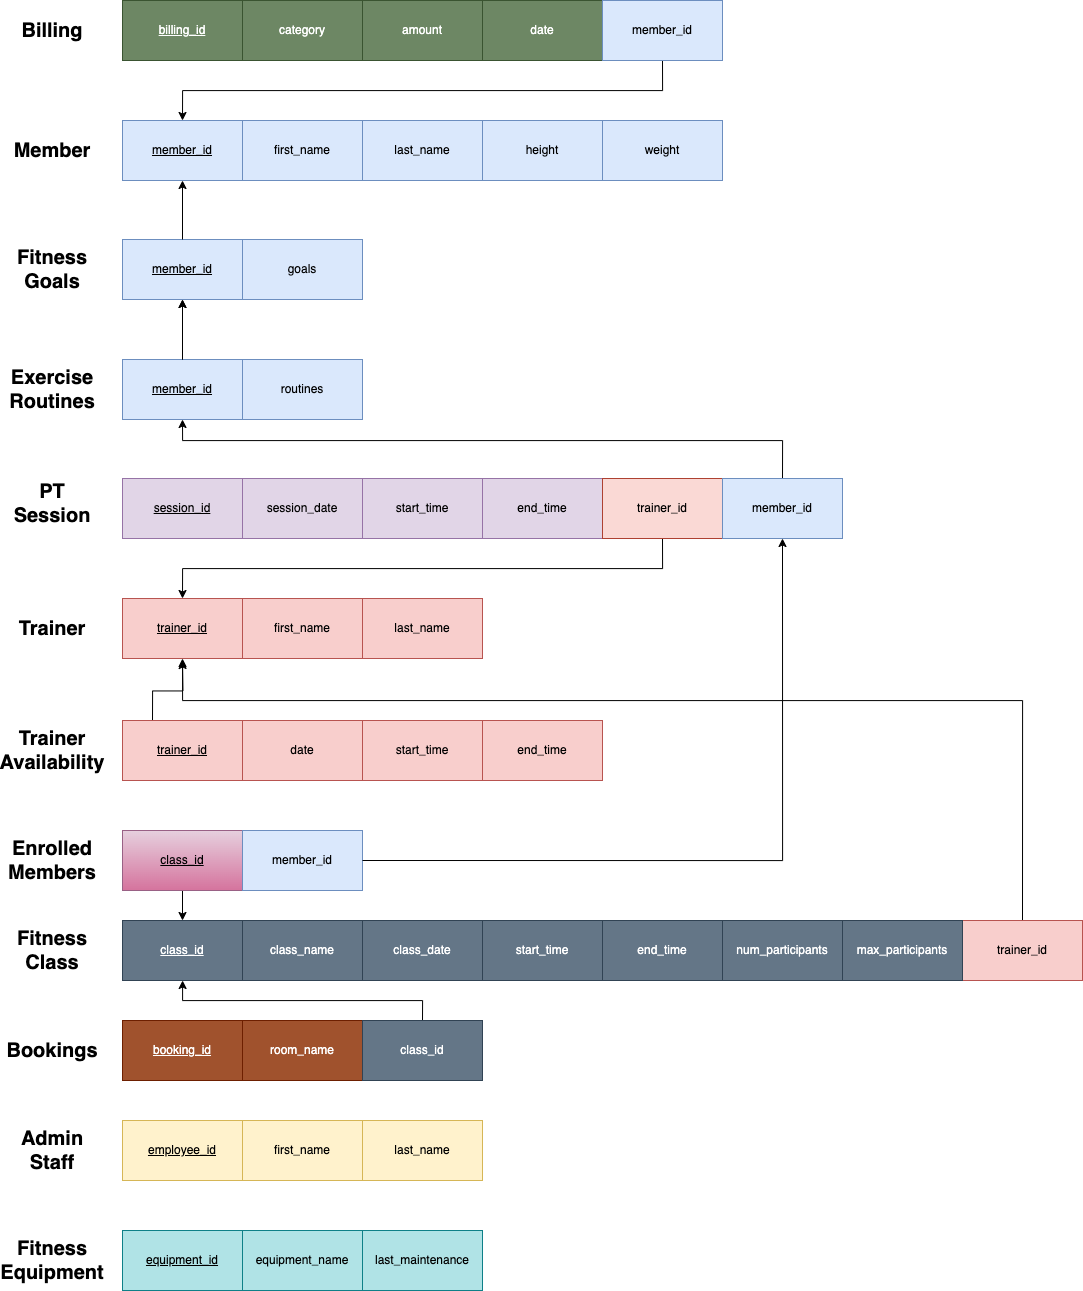 Billing
billing_id category amount date member_id
Member
member_id first_name last_name height weight
Fitness
Goals
member_id goals
Exercise
Routines
member_id routines
PT
Session
session_id session_date start_time end_time trainer_id member_id
Trainer
trainer_id first_name last_name
Trainer
Availability
trainer_id date start_time end_time
Enrolled
Members
class_id member_id
Fitness
Class
class_id class_name class_date start_time end_time num_participants max_participants trainer_id
Bookings
booking_id room_name class_id
Admin
Staff
employee_id first_name last_name
Fitness
Equipment
equipment_id equipment_name last_maintenance